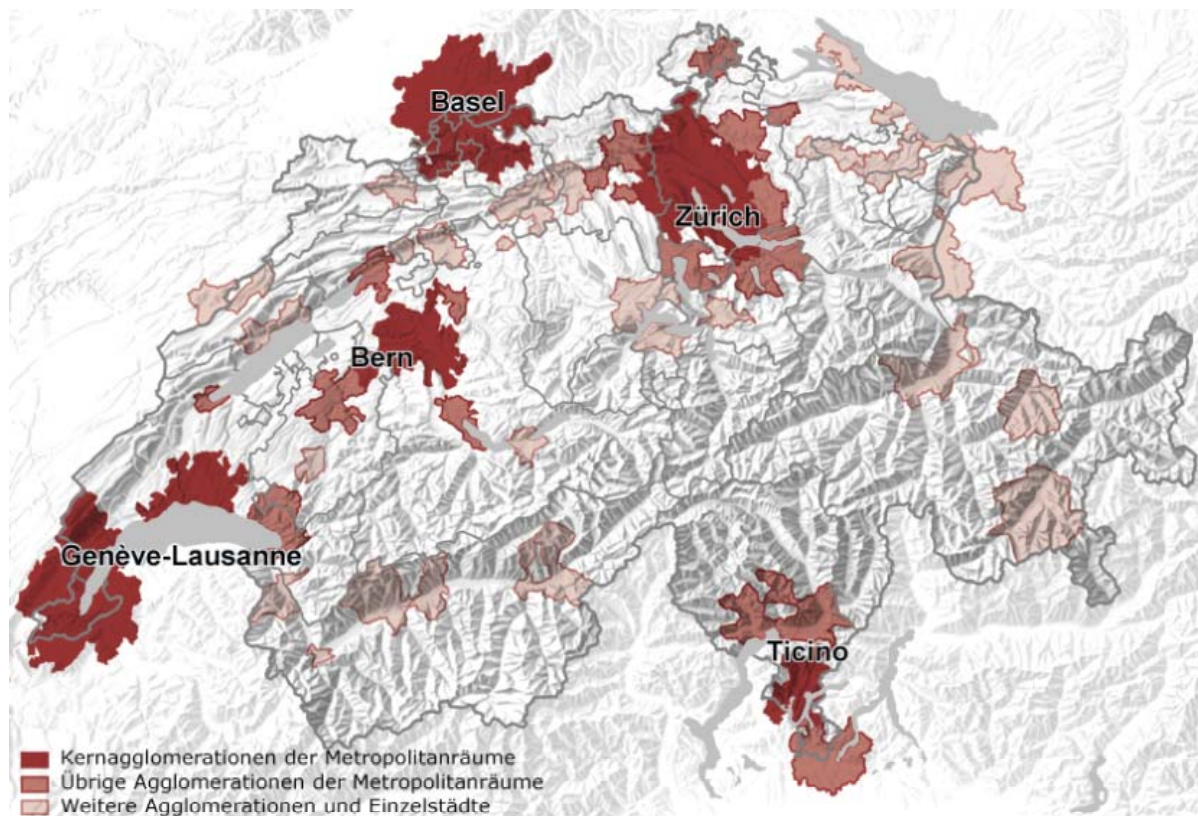 Basel
Zürich
Bern
Genève-Lausanne
Ticino
Kernagglomerationen der Metropolitanräume
Übrige Agglomerationen der Metropolitanräume
Weitere Agglomerationen und Einzelstädte